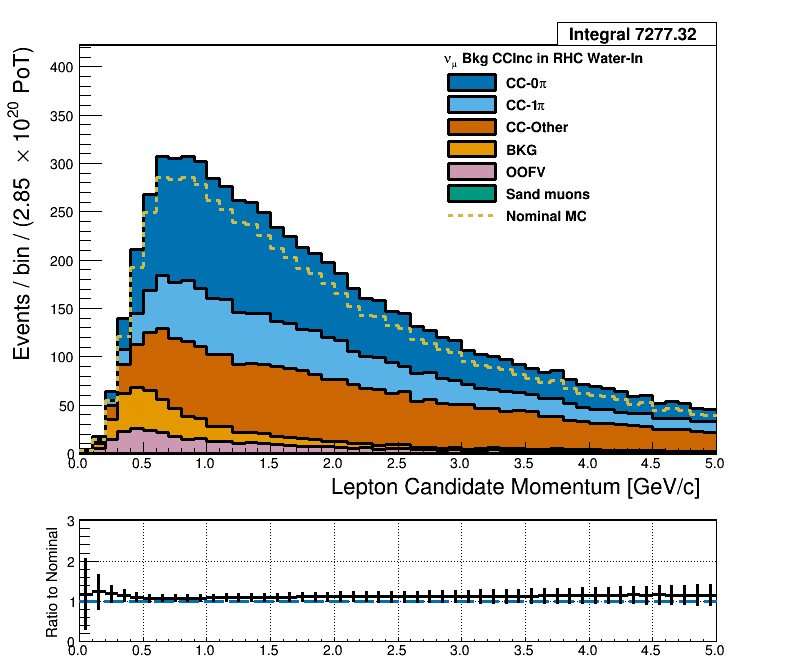 Integral 7277.32
ν_μ Bkg CCInc in RHC Water-In
CC-0π
CC-1π
CC-Other
BKG
OOFV
Sand muons
Nominal MC
Events / bin / (2.85 × 10^20 PoT)
400
350
300
250
200
150
100
50
0
0.0 0.5 1.0 1.5 2.0 2.5 3.0 3.5 4.0 4.5 5.0
Lepton Candidate Momentum [GeV/c]
Ratio to Nominal
3
2
1
0
0.0 0.5 1.0 1.5 2.0 2.5 3.0 3.5 4.0 4.5 5.0